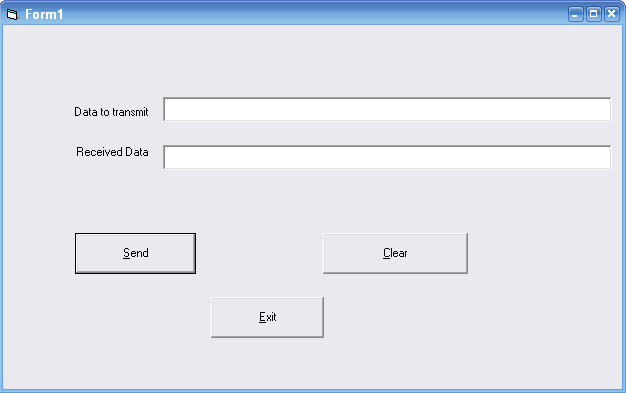 Form1
Data to transmit
Received Data
Send
Clear
Exit